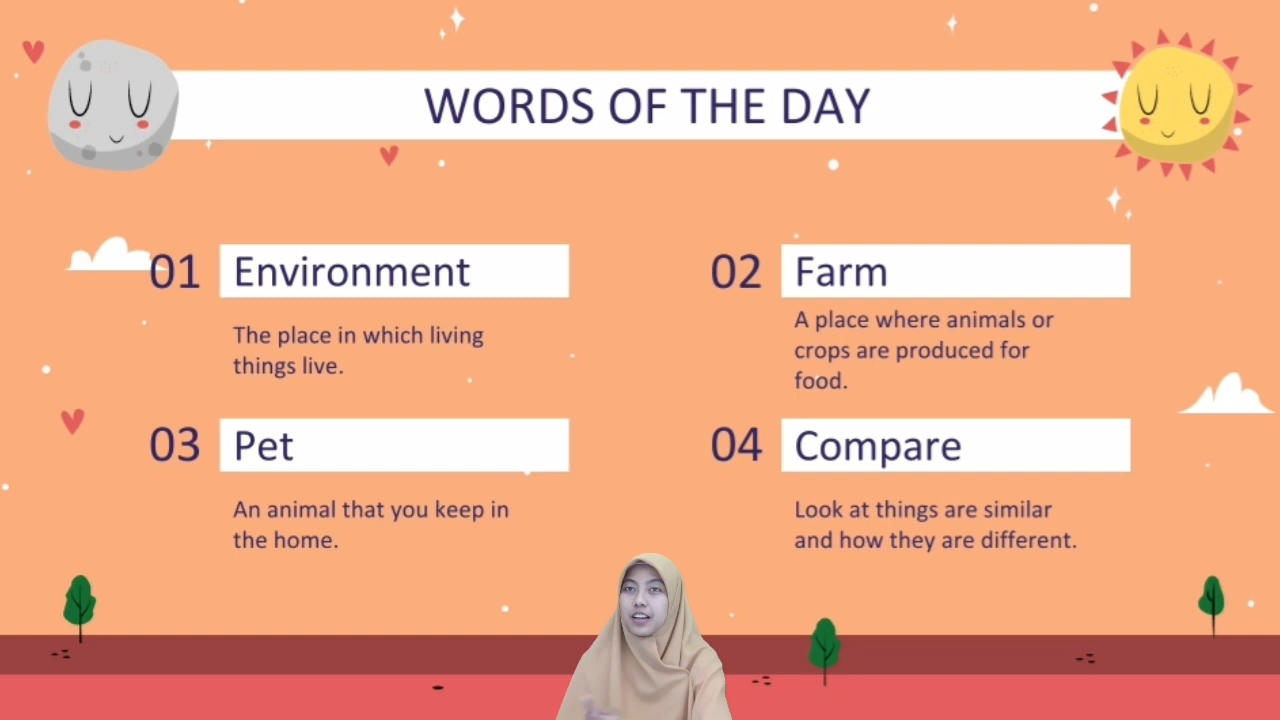 WORDS OF THE DAY
01 Environment
The place in which living
things live.
02 Farm
A place where animals or
crops are produced for
food.
03 Pet
An animal that you keep in
the home.
04 Compare
Look at things are similar
and how they are different.